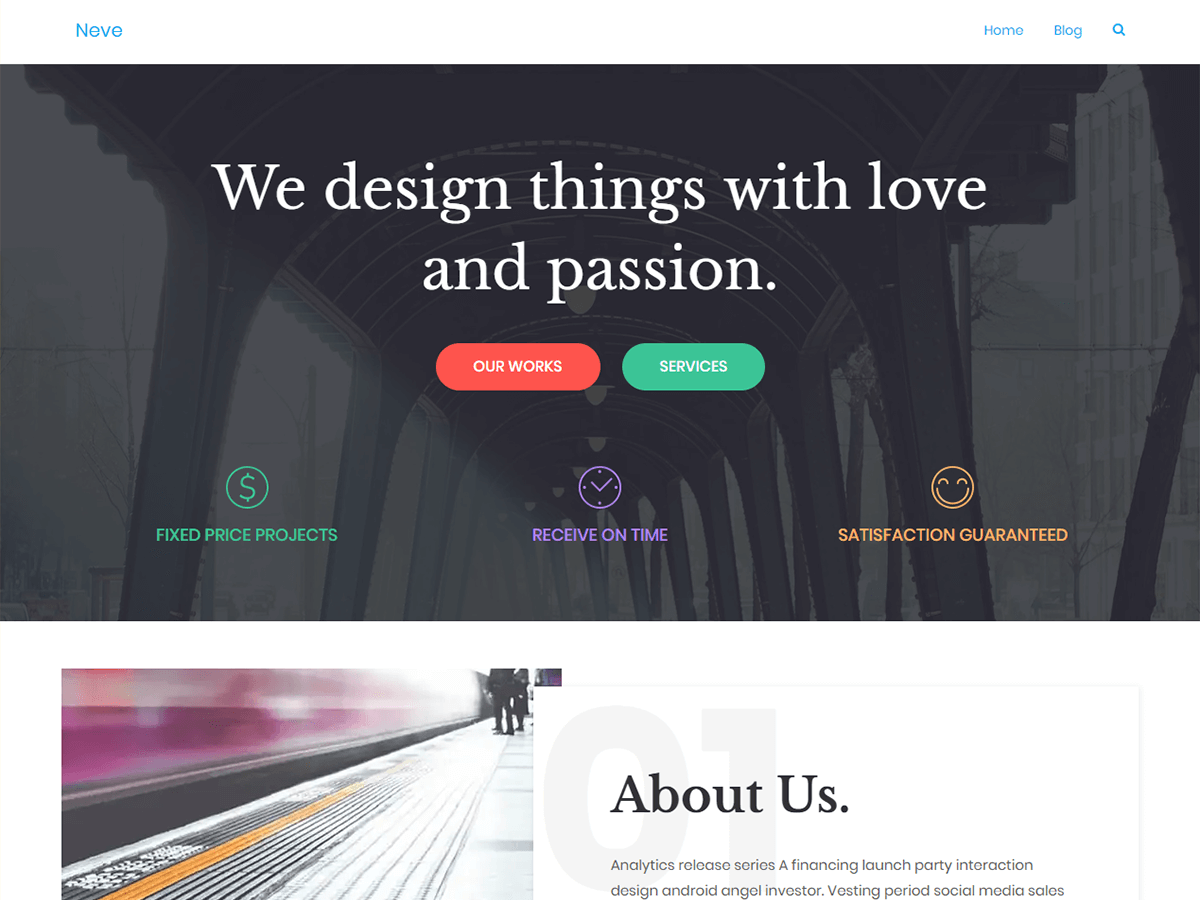 Neve
Home Blog
We design things with love
and passion.
OUR WORKS SERVICES
FIXED PRICE PROJECTS RECEIVE ON TIME SATISFACTION GUARANTEED
01
About Us.
Analytics release series A financing launch party interaction
design android angel investor. Vesting period social media sales